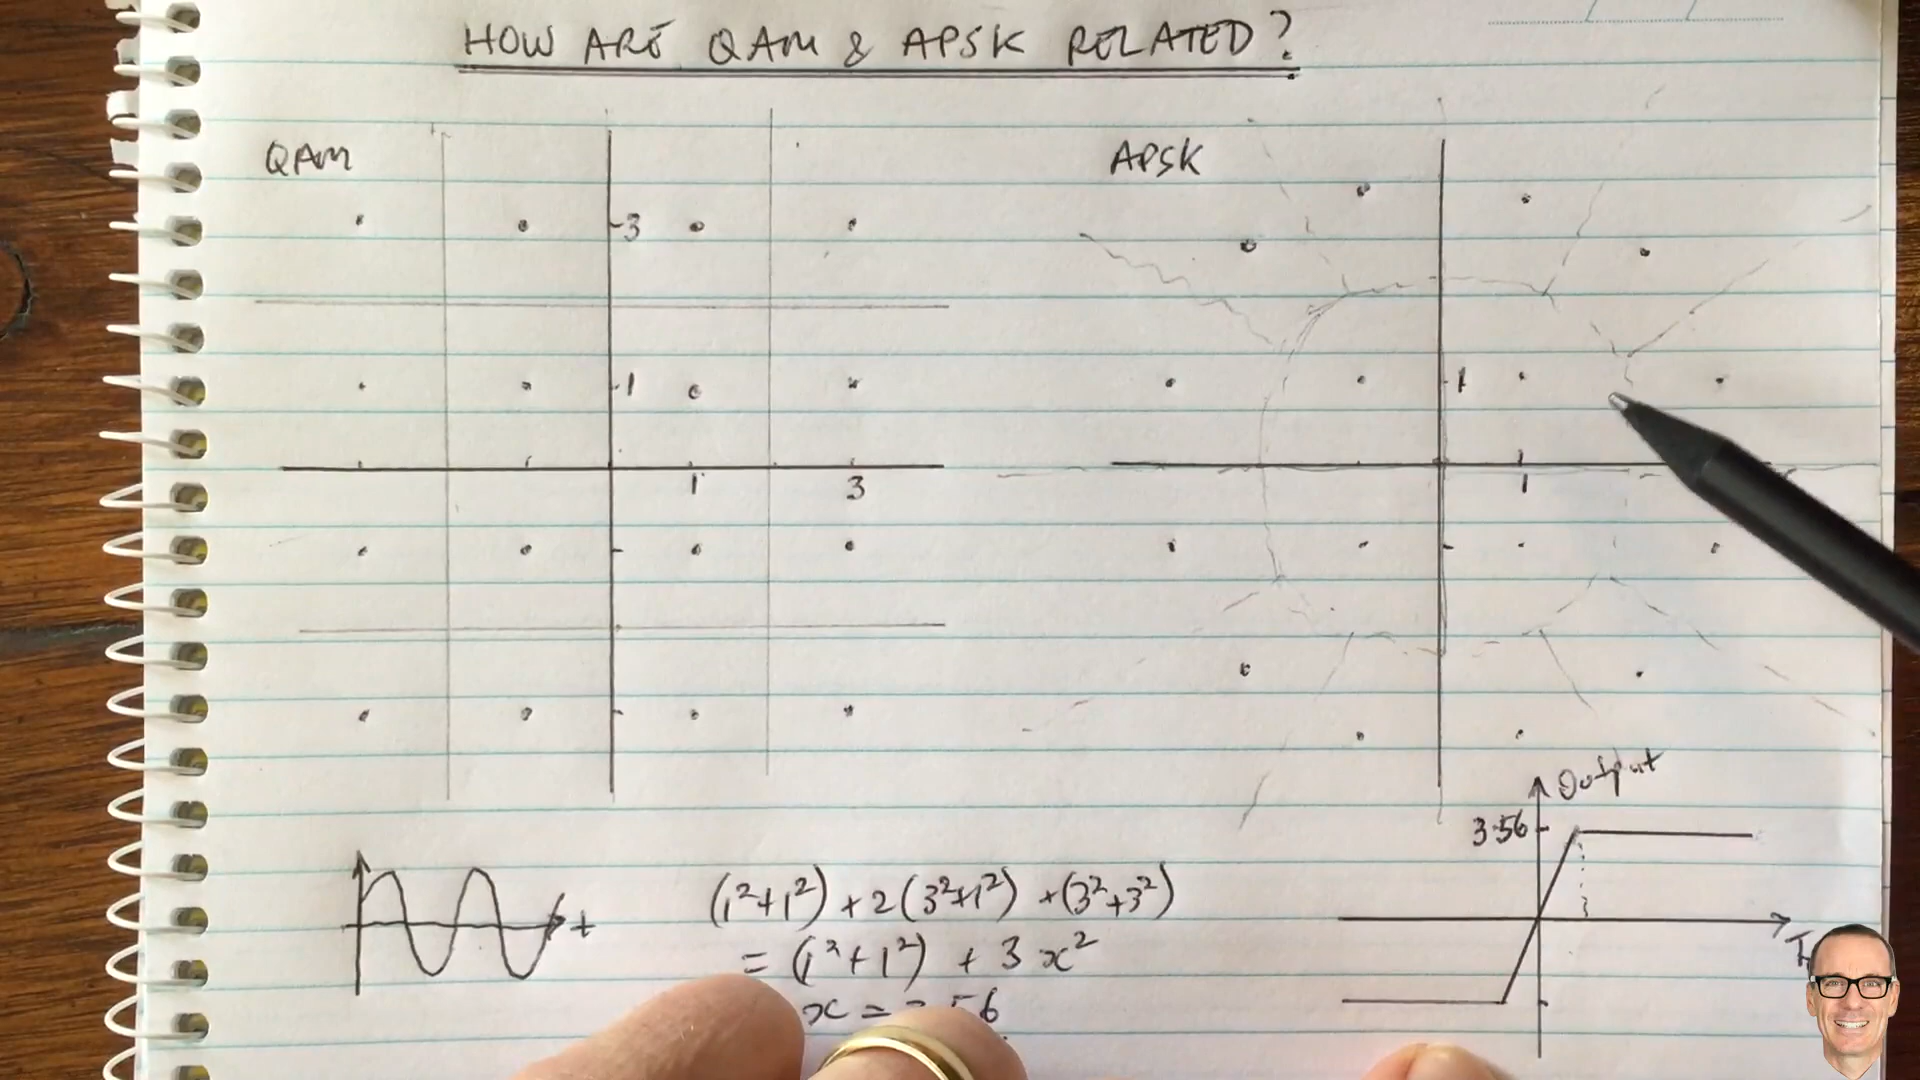 HOW ARE QAM & APSK RELATED?
QAM
APSK
3
1
1
1 3
1
Output
3.56
(1²+1²) + 2(3²+1²) + (3²+3²)
= (1²+1²) + 3x²
x = 56
t